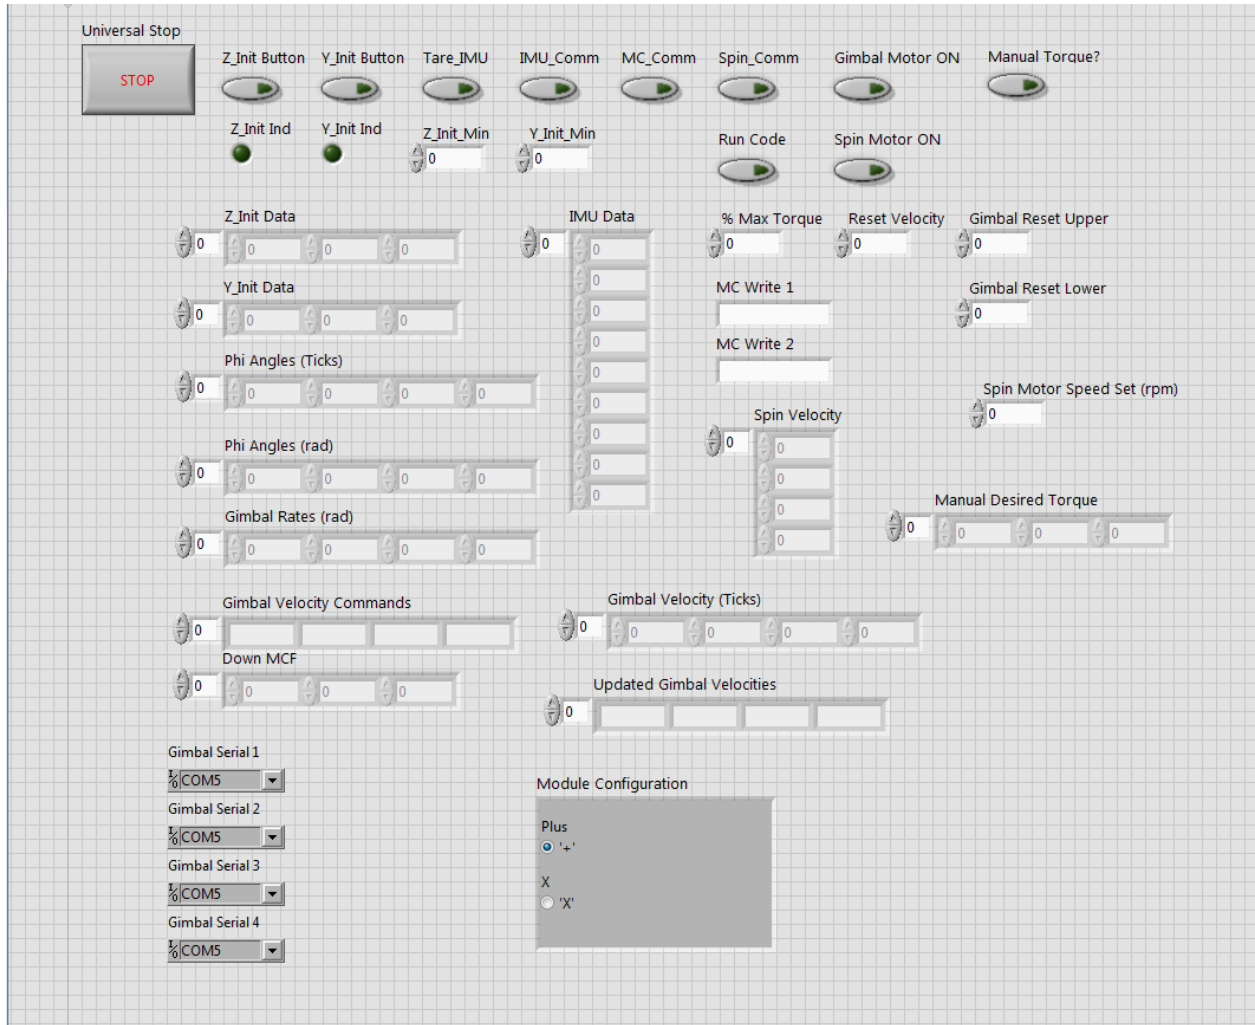 Universal Stop
STOP
Z_Init Button Y_Init Button Tare_IMU IMU_Comm MC_Comm Spin_Comm Gimbal Motor ON Manual Torque?
Z_Init Ind Y_Init Ind Z_Init_Min Y_Init_Min Run Code Spin Motor ON
0 0
Z_Init Data IMU Data % Max Torque Reset Velocity Gimbal Reset Upper
0 0 0 0
0 0 0 0 0
0
Y_Init Data MC Write 1 Gimbal Reset Lower
0 0 0 0 0 0
0
MC Write 2
Phi Angles (Ticks)
0 0 0 0 0 0
Spin Motor Speed Set (rpm)
0
0
Spin Velocity
0 0
0
0
Phi Angles (rad)
0 0 0 0 0 0
0
0
Gimbal Rates (rad)
0 0 0 0 0
0
0
Manual Desired Torque
0 0 0 0
Gimbal Velocity Commands Gimbal Velocity (Ticks)
0 0 0 0 0 0
Down MCF
0 0 0 0
Updated Gimbal Velocities
0
Gimbal Serial 1
COM5
Gimbal Serial 2
COM5
Gimbal Serial 3
COM5
Gimbal Serial 4
COM5
Module Configuration
Plus
'+'
X
'X'